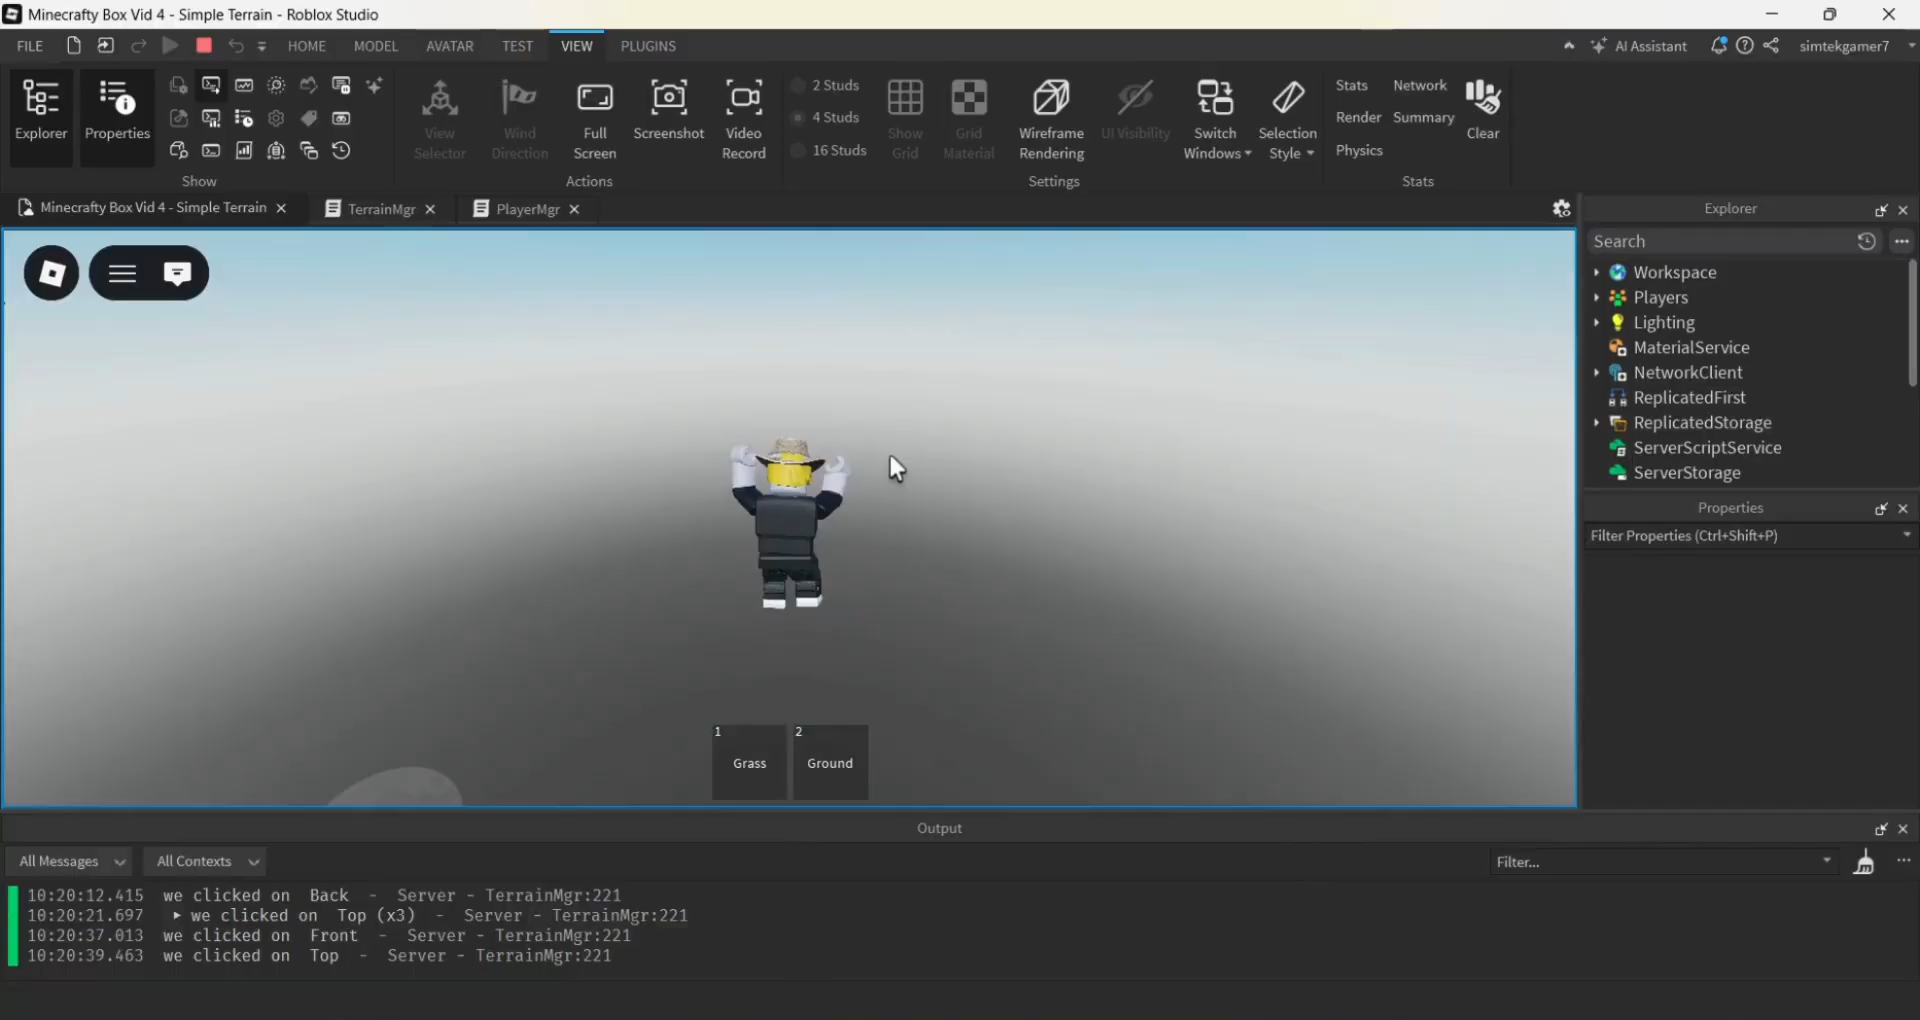 Minecrafty Box Vid 4 - Simple Terrain - Roblox Studio
FILE HOME MODEL AVATAR TEST VIEW PLUGINS AI Assistant simtekgamer7
Explorer
Properties
Show
View Selector
Wind Direction
Full Screen
Screenshot
Video Record
Actions
2 Studs
4 Studs
16 Studs
Show Grid
Grid Material
Wireframe Rendering
UI Visibility
Switch Windows
Selection Style
Settings
Stats Network
Render Summary
Physics
Clear
Stats
Minecrafty Box Vid 4 - Simple Terrain
TerrainMgr
PlayerMgr
Explorer
Search
Workspace
Players
Lighting
MaterialService
NetworkClient
ReplicatedFirst
ReplicatedStorage
ServerScriptService
ServerStorage
Properties
Filter Properties (Ctrl+Shift+P)
1 Grass
2 Ground
Output
All Messages All Contexts Filter...
10:20:12.415 we clicked on Back - Server - TerrainMgr:221
10:20:21.697 we clicked on Top (x3) - Server - TerrainMgr:221
10:20:37.013 we clicked on Front - Server - TerrainMgr:221
10:20:39.463 we clicked on Top - Server - TerrainMgr:221